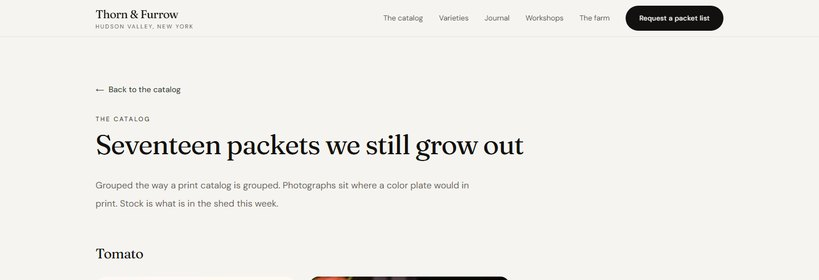 Thorn & Furrow
HUDSON VALLEY, NEW YORK
The catalog
Varieties
Journal
Workshops
The farm
Request a packet list
← Back to the catalog
THE CATALOG
Seventeen packets we still grow out
Grouped the way a print catalog is grouped. Photographs sit where a color plate would in
print. Stock is what is in the shed this week.
Tomato